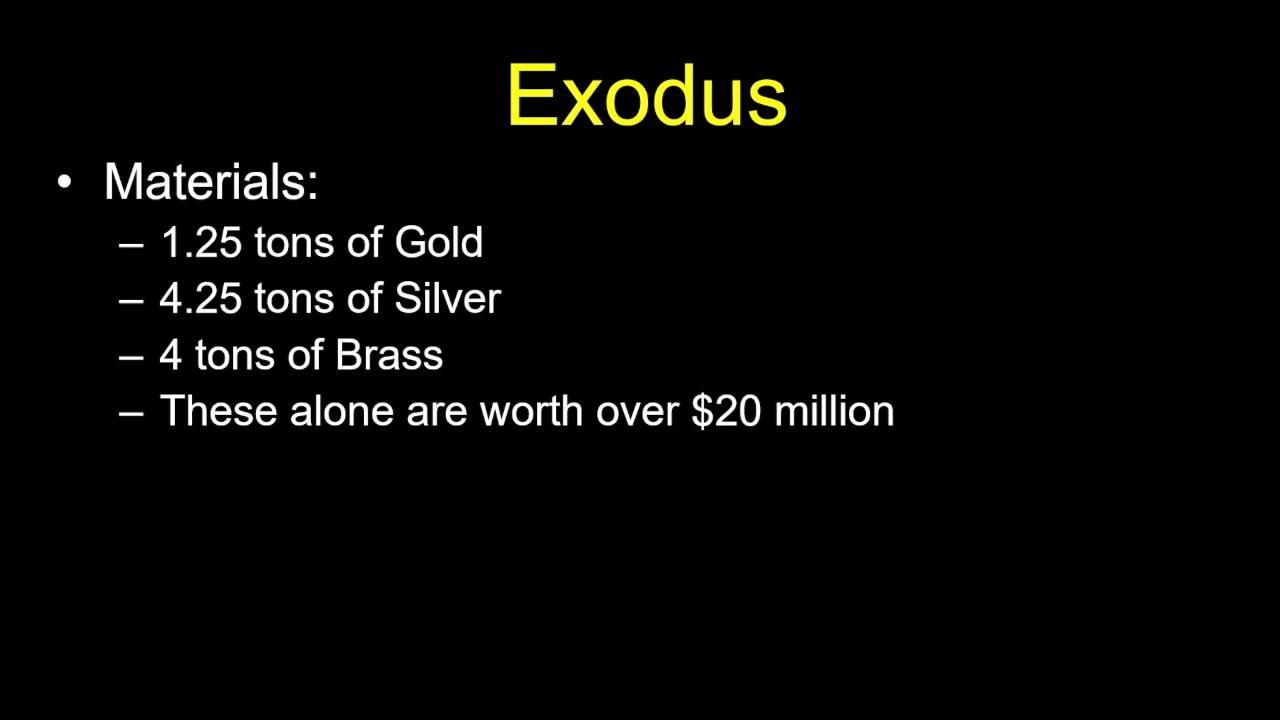 Exodus
• Materials:
– 1.25 tons of Gold
– 4.25 tons of Silver
– 4 tons of Brass
– These alone are worth over $20 million